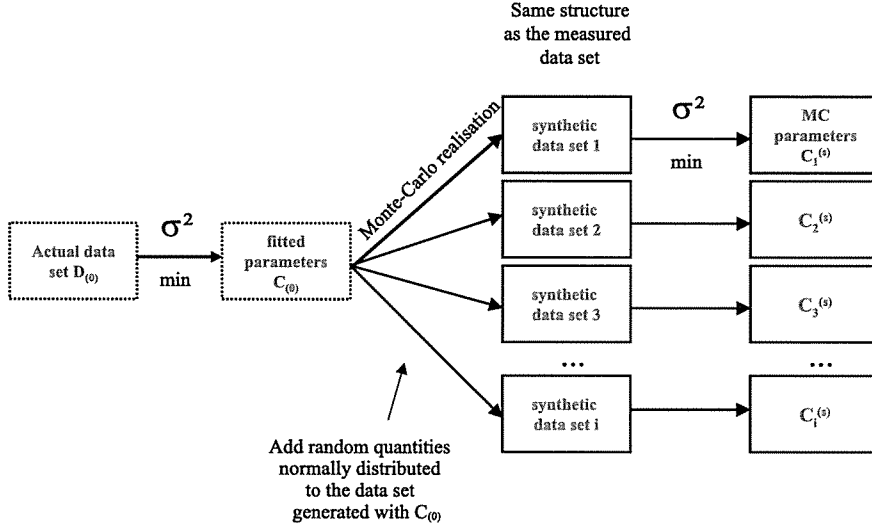 Same structure
as the measured
data set
Monte-Carlo realisation
synthetic
data set 1
σ²
min
MC
parameters
C₁⁽ˢ⁾
synthetic
data set 2
C₂⁽ˢ⁾
Actual data
set D₍₀₎
σ²
min
fitted
parameters
C₍₀₎
synthetic
data set 3
C₃⁽ˢ⁾
...
...
synthetic
data set i
Cᵢ⁽ˢ⁾
Add random quantities
normally distributed
to the data set
generated with C₍₀₎